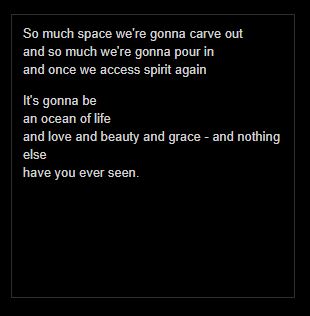 So much space we're gonna carve out
and so much we're gonna pour in
and once we access spirit again
It's gonna be
an ocean of life
and love and beauty and grace - and nothing
else
have you ever seen.